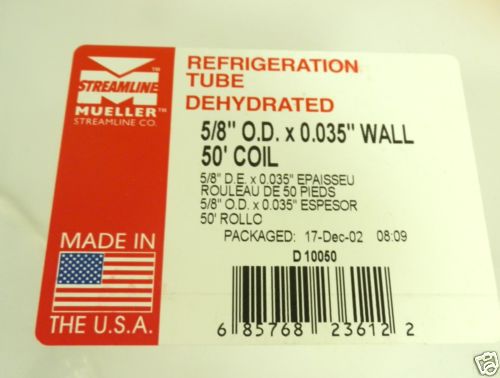 STREAMLINE™
MUELLER™
STREAMLINE CO.
REFRIGERATION
TUBE
DEHYDRATED
5/8" O.D. x 0.035" WALL
50' COIL
5/8" D.E. x 0.035" EPAISSEU
ROULEAU DE 50 PIEDS
5/8" O.D. x 0.035" ESPESOR
50' ROLLO
PACKAGED: 17-Dec-02 08:09
D 10050
MADE IN
THE U.S.A.
6 85768 23612 2